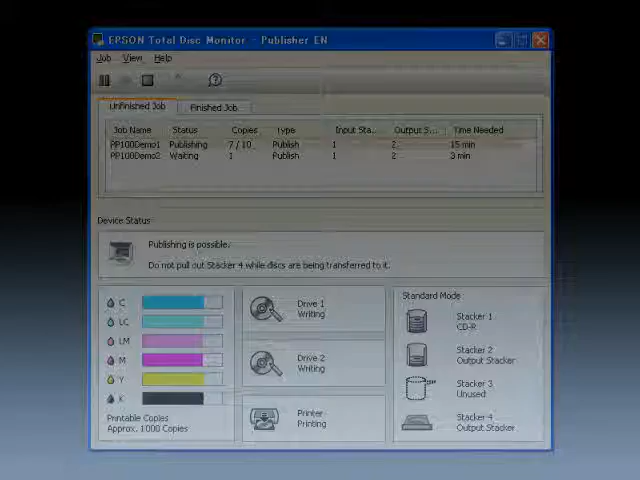 EPSON Total Disc Monitor - Publisher EN
Job View Help
Unfinished Job Finished Job
Job Name Status Copies Type Input Sta... Output S... Time Needed
PP100Demo1 Publishing 7 / 10 Publish 1 2 15 min
PP100Demo2 Waiting 1 Publish 1 2 3 min
Device Status
Publishing is possible.
Do not pull out Stacker 4 while discs are being transferred to it.
C
LC
LM
M
Y
K
Printable Copies
Approx. 1000 Copies
Drive 1
Writing
Drive 2
Writing
Printer
Printing
Standard Mode
Stacker 1
CD-R
Stacker 2
Output Stacker
Stacker 3
Unused
Stacker 4
Output Stacker